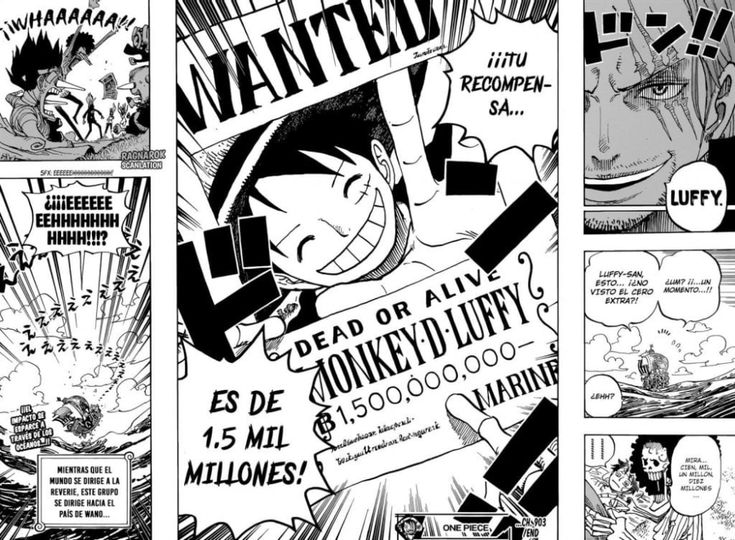 ドン!!
LUFFY.
LUFFY-SAN,
ESTO... ¡¿NO
VISTO EL CERO
EXTRA?!
¿UM? ¡¡...UN
MOMENTO...!!
¿EHH?
MIRA...
CIEN, MIL,
UN MILLÓN,
DIEZ
MILLONES
...
WANTED
¡¡¡TU
RECOMPEN-
SA...
DEAD OR ALIVE
MONKEY·D·LUFFY
฿1,500,000,000—
MARINE
ES DE
1.5 MIL
MILLONES!
ONE PIECE
...CH. 903
/END
¡¡WHAAAAAA!!
RAGNAROK
SCANLATION
¿¡¡¡¡EEEEEE
EEHHHHHHH
HHHH!!!?
¡¡EL
IMPACTO SE
ESPARCE A
TRAVÉS DE LOS
OCÉANOS!!
MIENTRAS QUE EL
MUNDO SE DIRIGE A LA
REVERIE, ESTE GRUPO
SE DIRIGE HACIA EL
PAÍS DE WANO...